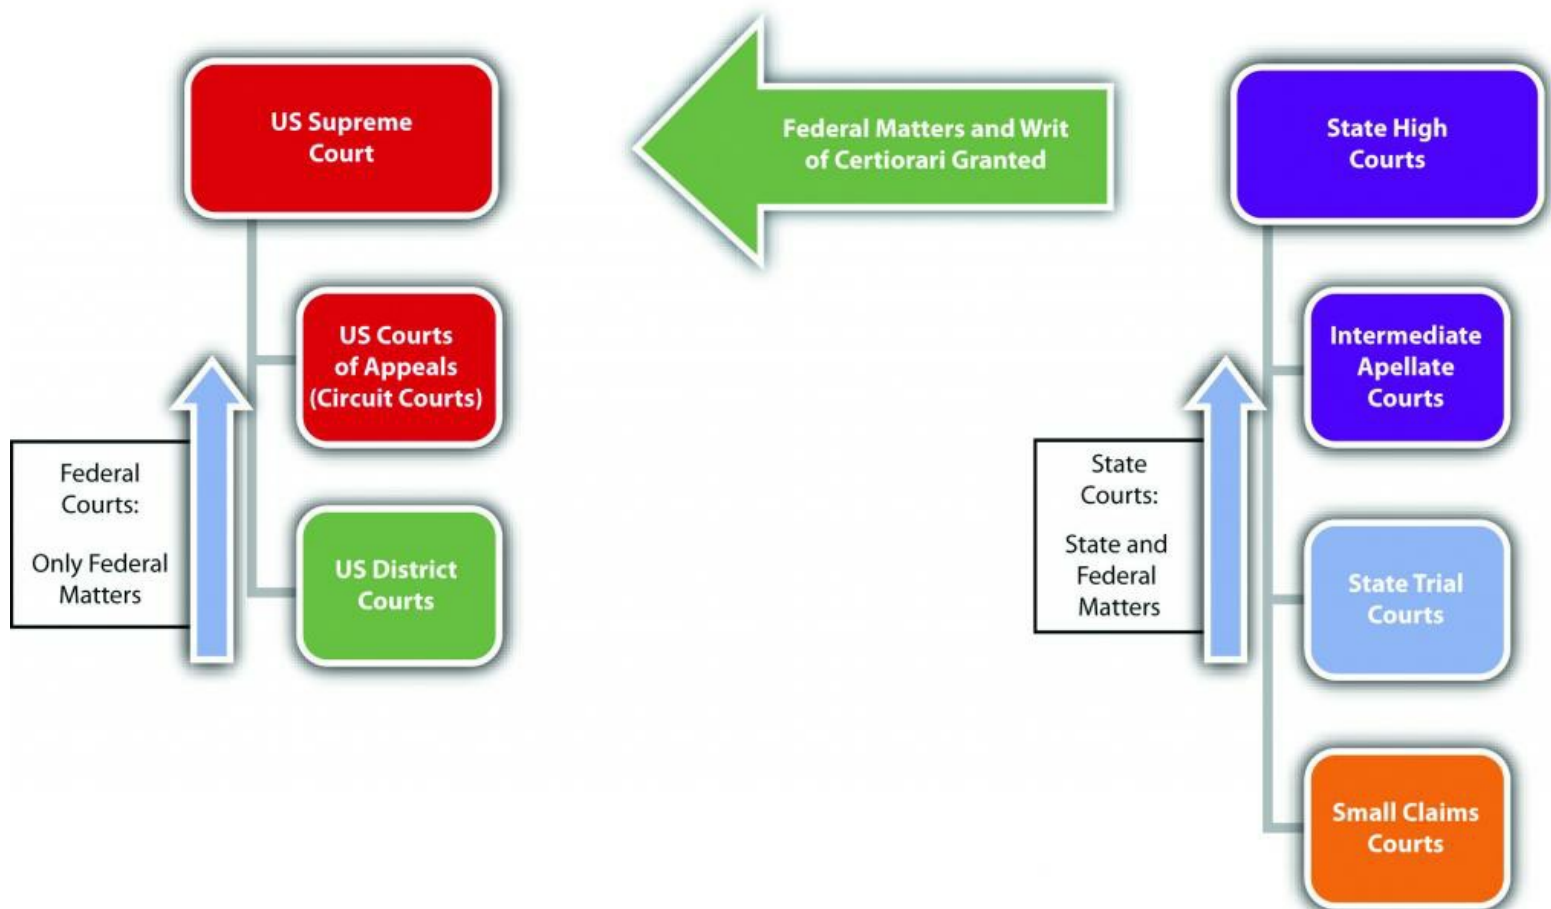 US Supreme
Court
Federal Matters and Writ
of Certiorari Granted
State High
Courts
US Courts
of Appeals
(Circuit Courts)
Intermediate
Apellate
Courts
Federal
Courts:
Only Federal
Matters
US District
Courts
State
Courts:
State and
Federal
Matters
State Trial
Courts
Small Claims
Courts